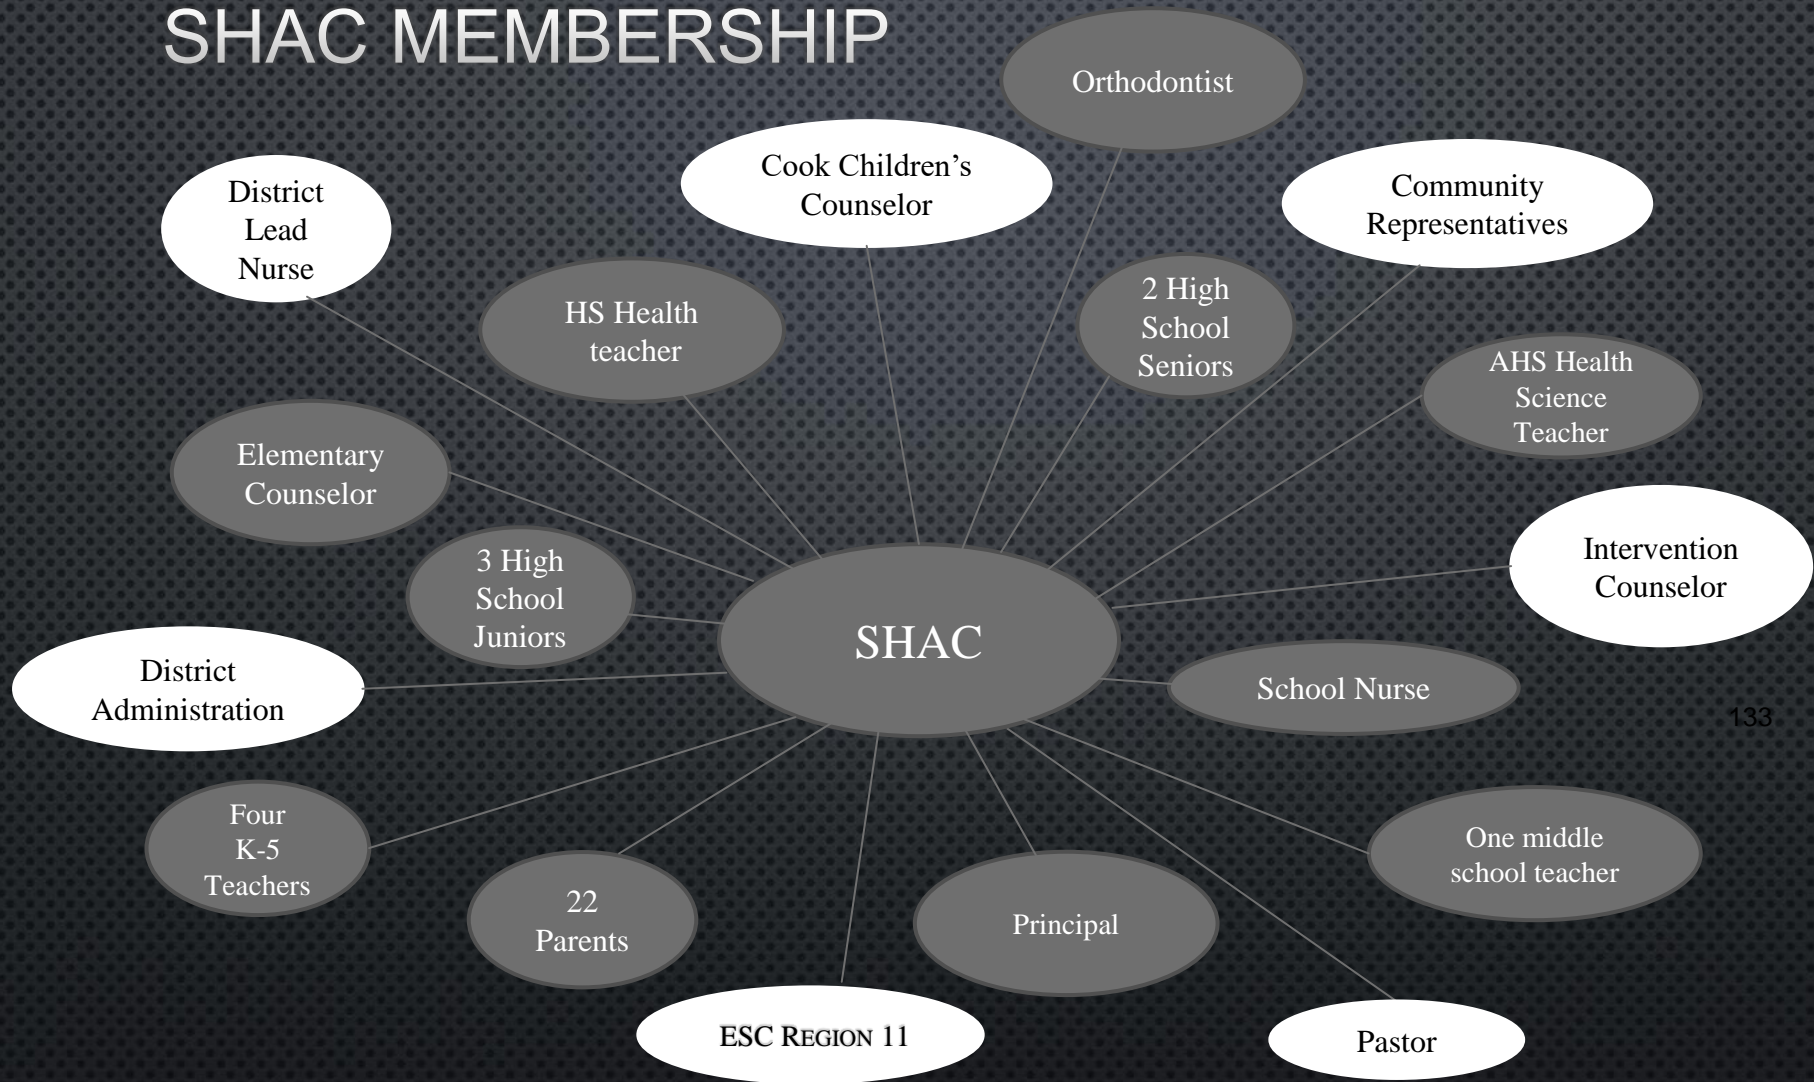 SHAC MEMBERSHIP
Orthodontist
Cook Children’s
Counselor
Community
Representatives
District
Lead
Nurse
HS Health
teacher
2 High
School
Seniors
AHS Health
Science
Teacher
Elementary
Counselor
Intervention
Counselor
3 High
School
Juniors
SHAC
District
Administration
School Nurse
133
Four
K-5
Teachers
22
Parents
Principal
One middle
school teacher
ESC REGION 11
Pastor